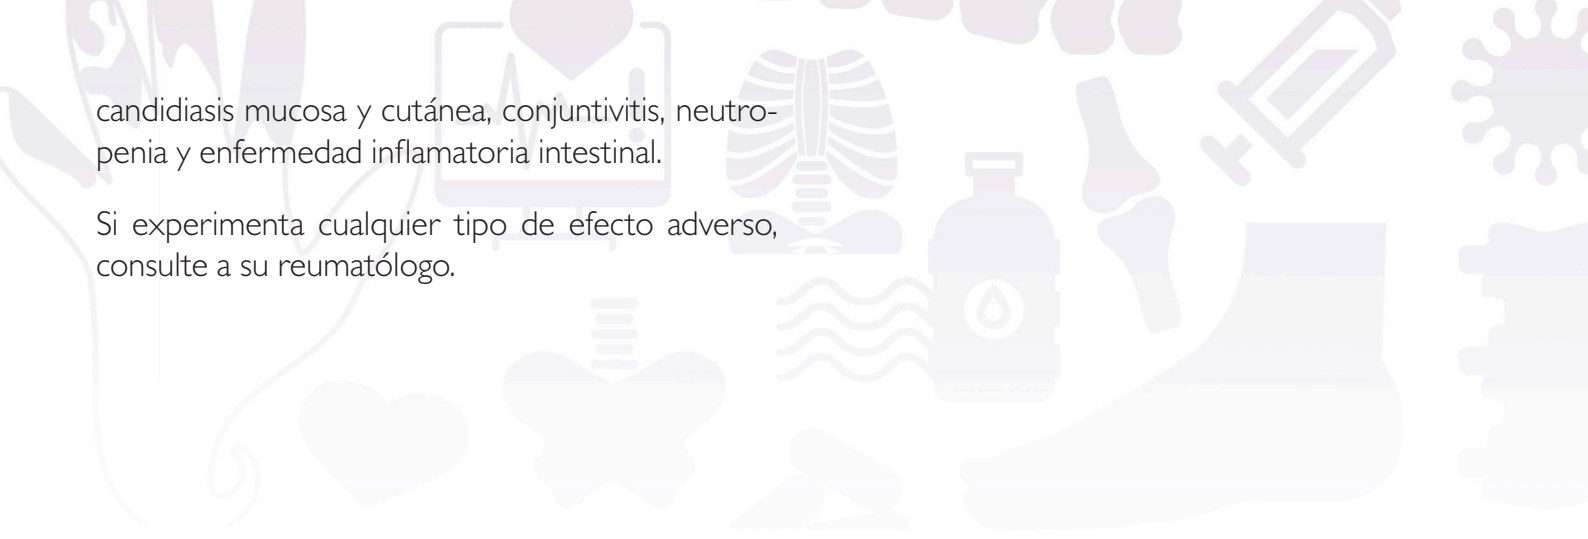 candidiasis mucosa y cutánea, conjuntivitis, neutro-
penia y enfermedad inflamatoria intestinal.
Si experimenta cualquier tipo de efecto adverso,
consulte a su reumatólogo.